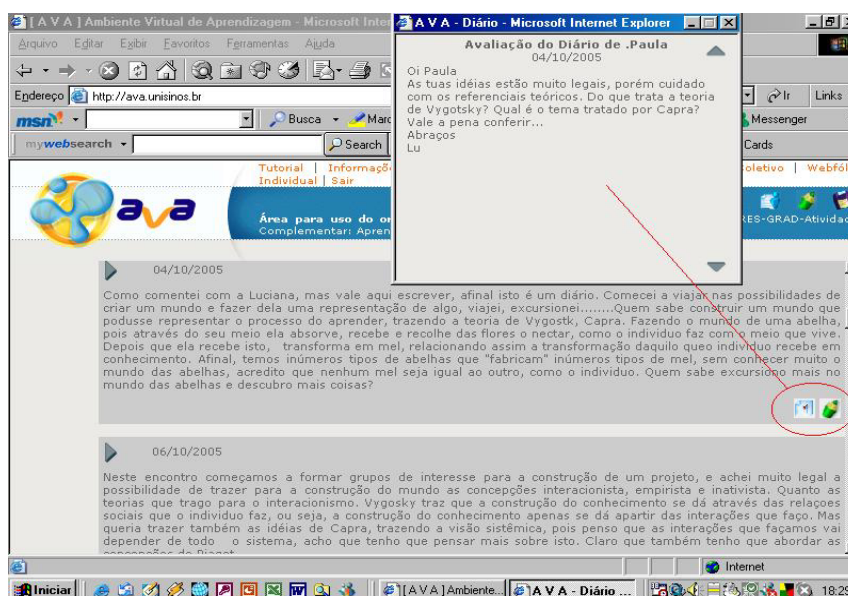 [ A V A ] Ambiente Virtual de Aprendizagem - Microsoft Inter
Arquivo Editar Exibir Favoritos Ferramentas Ajuda
Endereço http://ava.unisinos.br
Ir Links
msn Busca
Messenger
mywebsearch Search
Cards
A V A - Diário - Microsoft Internet Explorer
Avaliação do Diário de .Paula
04/10/2005
Oi Paula
As tuas idéias estão muito legais, porém cuidado
com os referenciais teóricos. Do que trata a teoria
de Vygotsky? Qual é o tema tratado por Capra?
Vale a pena conferir...
Abraços
Lu
Tutorial | Informaçõ
oletivo | Webfól
Individual | Sair
ava
Área para uso do or
Complementar: Apren
RES-GRAD-Ativida
04/10/2005
Como comentei com a Luciana, mas vale aqui escrever, afinal isto é um diário. Comecei a viajar nas possibilidades de
criar um mundo e fazer dela uma representação de algo, viajei, excursionei........Quem sabe construir um mundo que
podusse representar o processo do aprender, trazendo a teoria de Vygostk, Capra. Fazendo o mundo de uma abelha,
pois através do seu meio ela absorve, recebe e recolhe das flores o nectar, como o individuo faz com o meio que vive.
Depois que ela recebe isto, transforma em mel, relacionando assim a transformação daquilo queo individuo recebe em
conhecimento. Afinal, temos inúmeros tipos de abelhas que "fabricam" inúmeros tipos de mel, sem conhecer muito o
mundo das abelhas, acredito que nenhum mel seja igual ao outro, como o individuo. Quem sabe excursiono mais no
mundo das abelhas e descubro mais coisas?
06/10/2005
Neste encontro começamos a formar grupos de interesse para a construção de um projeto, e achei muito legal a
possibilidade de trazer para a construção do mundo as concepções interacionista, empirista e inativista. Quanto as
teorias que trago para o interacionismo. Vygosky traz que a construção do conhecimento se dá através das relaçoes
sociais que o individuo faz, ou seja, a construção do conhecimento apenas se dá apartir das interações que faço. Mas
queria trazer também as idéias de Capra, trazendo a visão sistêmica, pois penso que as interações que façamos vai
depender de todo o sistema, acho que tenho que pensar mais sobre isto. Claro que também tenho que abordar as
concepções de Piaget
Internet
Iniciar [ A V A ] Ambiente... A V A - Diário ... 18:29